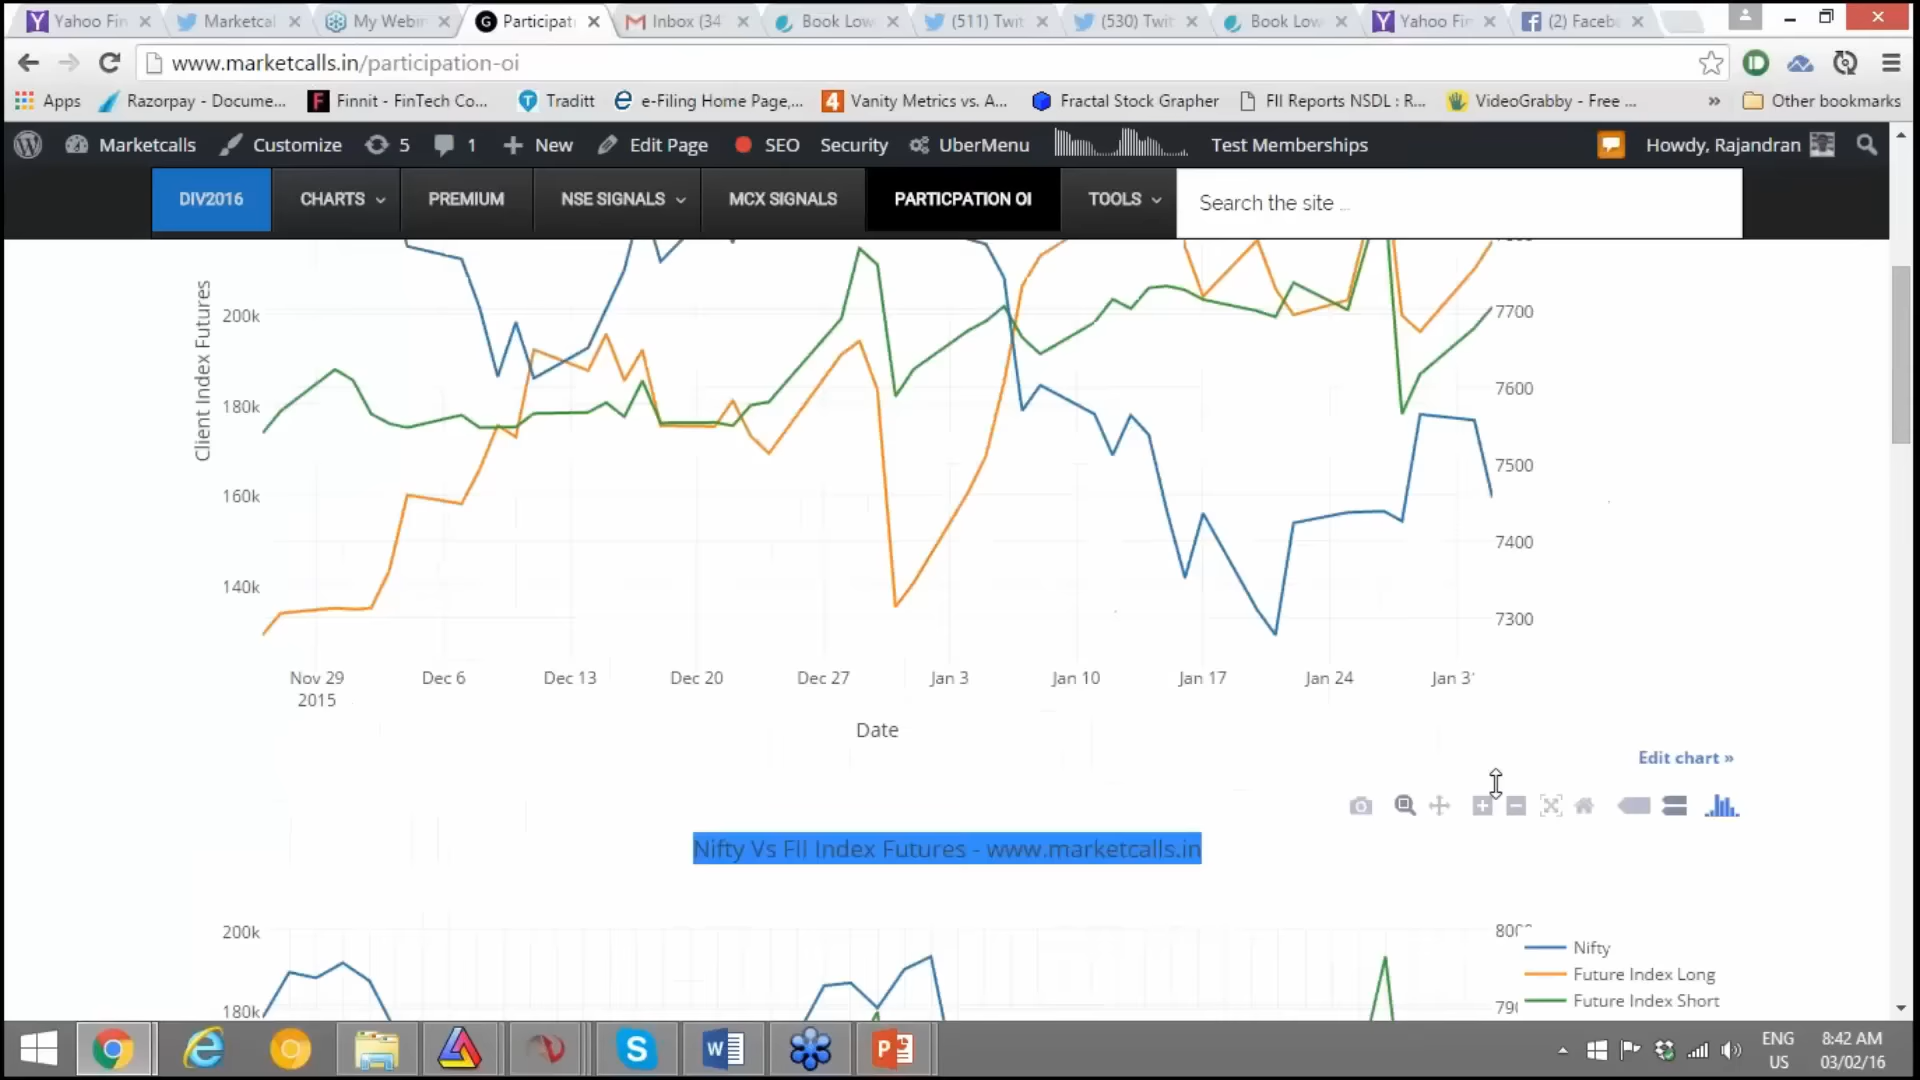 Yahoo Fin
Marketcal
My Webin
Participat
Inbox (34
Book Low
(511) Twit
(530) Twit
Book Low
Yahoo Fin
(2) Faceb
www.marketcalls.in/participation-oi
Apps
Razorpay - Docume...
Finnit - FinTech Co...
Traditt
e-Filing Home Page,...
Vanity Metrics vs. A...
Fractal Stock Grapher
FII Reports NSDL : R...
VideoGrabby - Free ...
»
Other bookmarks
Marketcalls
Customize
5
1
New
Edit Page
SEO
Security
UberMenu
Test Memberships
Howdy, Rajandran
DIV2016
CHARTS
PREMIUM
NSE SIGNALS
MCX SIGNALS
PARTICPATION OI
TOOLS
Search the site ...
Client Index Futures
200k
180k
160k
140k
7700
7600
7500
7400
7300
Nov 29
2015
Dec 6
Dec 13
Dec 20
Dec 27
Jan 3
Jan 10
Jan 17
Jan 24
Date
Edit chart »
Nifty Vs FII Index Futures - www.marketcalls.in
200k
180k
Nifty
Future Index Long
Future Index Short
ENG
US
8:42 AM
03/02/16